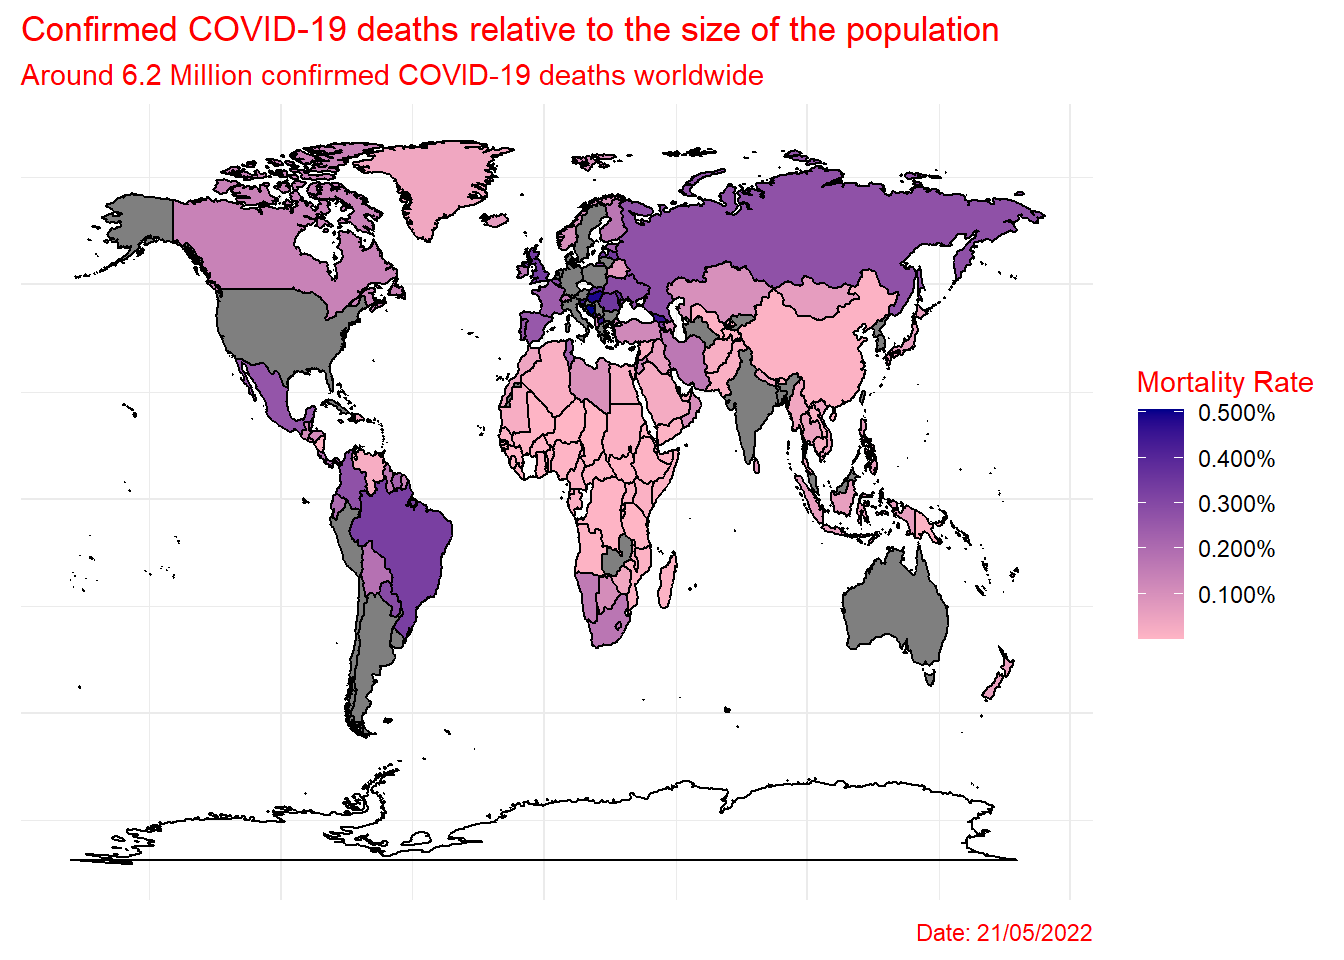 Confirmed COVID-19 deaths relative to the size of the population
Around 6.2 Million confirmed COVID-19 deaths worldwide
Mortality Rate
0.500%
0.400%
0.300%
0.200%
0.100%
Date: 21/05/2022